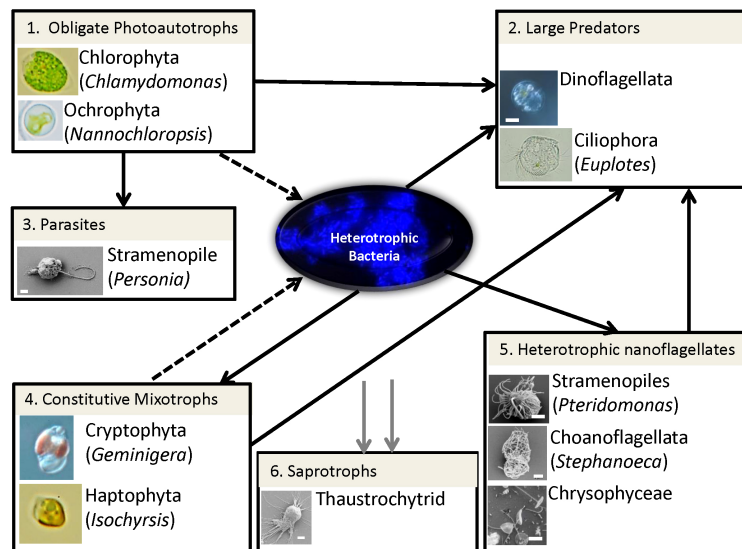 1. Obligate Photoautotrophs
Chlorophyta
(Chlamydomonas)
Ochrophyta
(Nannochloropsis)
2. Large Predators
Dinoflagellata
Ciliophora
(Euplotes)
3. Parasites
Stramenopile
(Personia)
Heterotrophic
Bacteria
4. Constitutive Mixotrophs
Cryptophyta
(Geminigera)
Haptophyta
(Isochyrsis)
5. Heterotrophic nanoflagellates
Stramenopiles
(Pteridomonas)
Choanoflagellata
(Stephanoeca)
Chrysophyceae
6. Saprotrophs
Thaustrochytrid